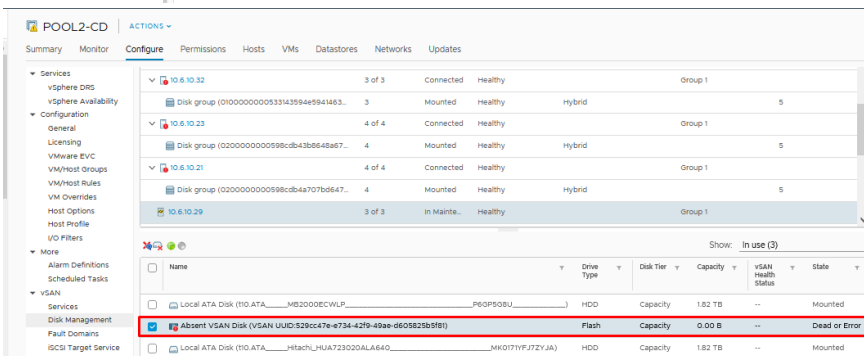 POOL2-CD ACTIONS
Summary Monitor Configure Permissions Hosts VMs Datastores Networks Updates
Services
vSphere DRS
vSphere Availability
Configuration
General
Licensing
VMware EVC
VM/Host Groups
VM/Host Rules
VM Overrides
Host Options
Host Profile
I/O Filters
More
Alarm Definitions
Scheduled Tasks
vSAN
Services
Disk Management
Fault Domains
iSCSI Target Service
10.6.10.32 3 of 3 Connected Healthy Group 1
Disk group (0100000000533143594e5941463... 3 Mounted Healthy Hybrid 5
10.6.10.23 4 of 4 Connected Healthy Group 1
Disk group (0200000000598cdb43b8648a67... 4 Mounted Healthy Hybrid 5
10.6.10.21 4 of 4 Connected Healthy Group 1
Disk group (0200000000598cdb4a707bd647... 4 Mounted Healthy Hybrid 5
10.6.10.29 3 of 3 In Mainte... Healthy Group 1
Show: In use (3)
Name Drive Type Disk Tier Capacity vSAN Health Status State
Local ATA Disk (t10.ATA_____MB2000ECWLP_______________________P6GP5G8U____________) HDD Capacity 1.82 TB -- Mounted
Absent VSAN Disk (VSAN UUID:529cc47e-e734-42f9-49ae-d605825b5f81) Flash Capacity 0.00 B -- Dead or Error
Local ATA Disk (t10.ATA_____Hitachi_HUA723020ALA640_______________________MK0171YFJ7ZYJA) HDD Capacity 1.82 TB -- Mounted